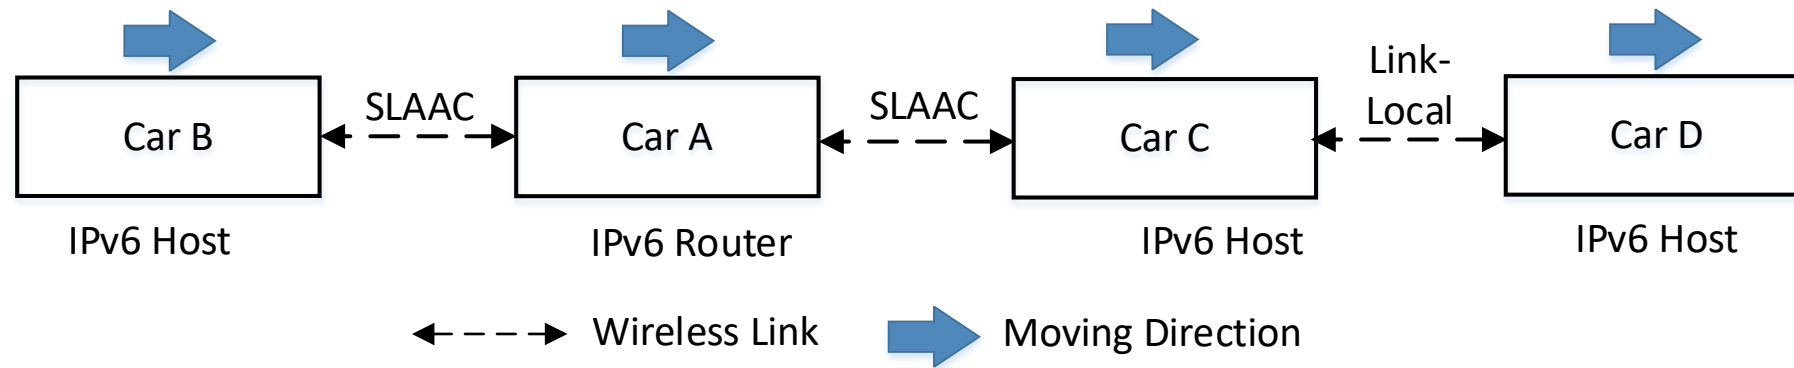 SLAAC
SLAAC
Link-
Local
Car B
Car A
Car C
Car D
IPv6 Host
IPv6 Router
IPv6 Host
IPv6 Host
Wireless Link
Moving Direction